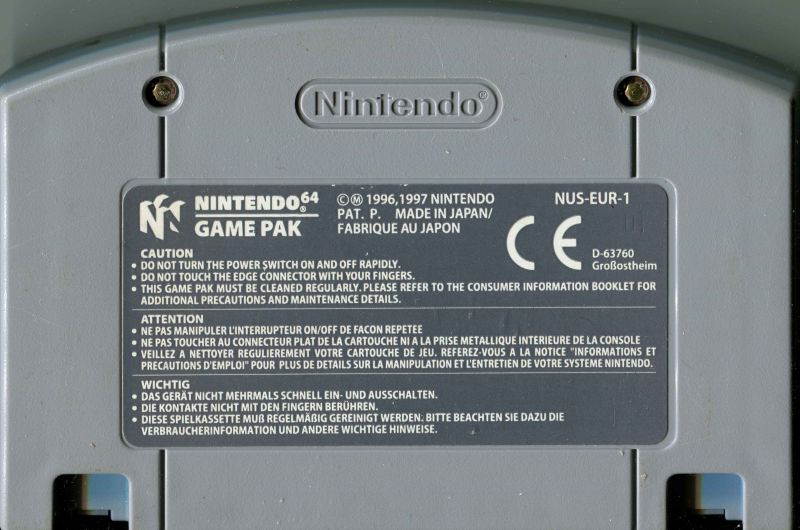 Nintendo®
NINTENDO64®
GAME PAK
©Ⓜ 1996,1997 NINTENDO
PAT. P. MADE IN JAPAN/
FABRIQUE AU JAPON
NUS-EUR-1
CE
D-63760
Großostheim
CAUTION
• DO NOT TURN THE POWER SWITCH ON AND OFF RAPIDLY.
• DO NOT TOUCH THE EDGE CONNECTOR WITH YOUR FINGERS.
• THIS GAME PAK MUST BE CLEANED REGULARLY. PLEASE REFER TO THE CONSUMER INFORMATION BOOKLET FOR
ADDITIONAL PRECAUTIONS AND MAINTENANCE DETAILS.
ATTENTION
• NE PAS MANIPULER L'INTERRUPTEUR ON/OFF DE FACON REPETEE
• NE PAS TOUCHER AU CONNECTEUR PLAT DE LA CARTOUCHE NI A LA PRISE METALLIQUE INTERIEURE DE LA CONSOLE
• VEILLEZ A NETTOYER REGULIEREMENT VOTRE CARTOUCHE DE JEU. REFEREZ-VOUS A LA NOTICE "INFORMATIONS ET
PRECAUTIONS D'EMPLOI" POUR PLUS DE DETAILS SUR LA MANIPULATION ET L'ENTRETIEN DE VOTRE SYSTEME NINTENDO.
WICHTIG
• DAS GERÄT NICHT MEHRMALS SCHNELL EIN- UND AUSSCHALTEN.
• DIE KONTAKTE NICHT MIT DEN FINGERN BERÜHREN.
• DIESE SPIELKASSETTE MUß REGELMÄßIG GEREINIGT WERDEN. BITTE BEACHTEN SIE DAZU DIE
VERBRAUCHERINFORMATION UND ANDERE WICHTIGE HINWEISE.